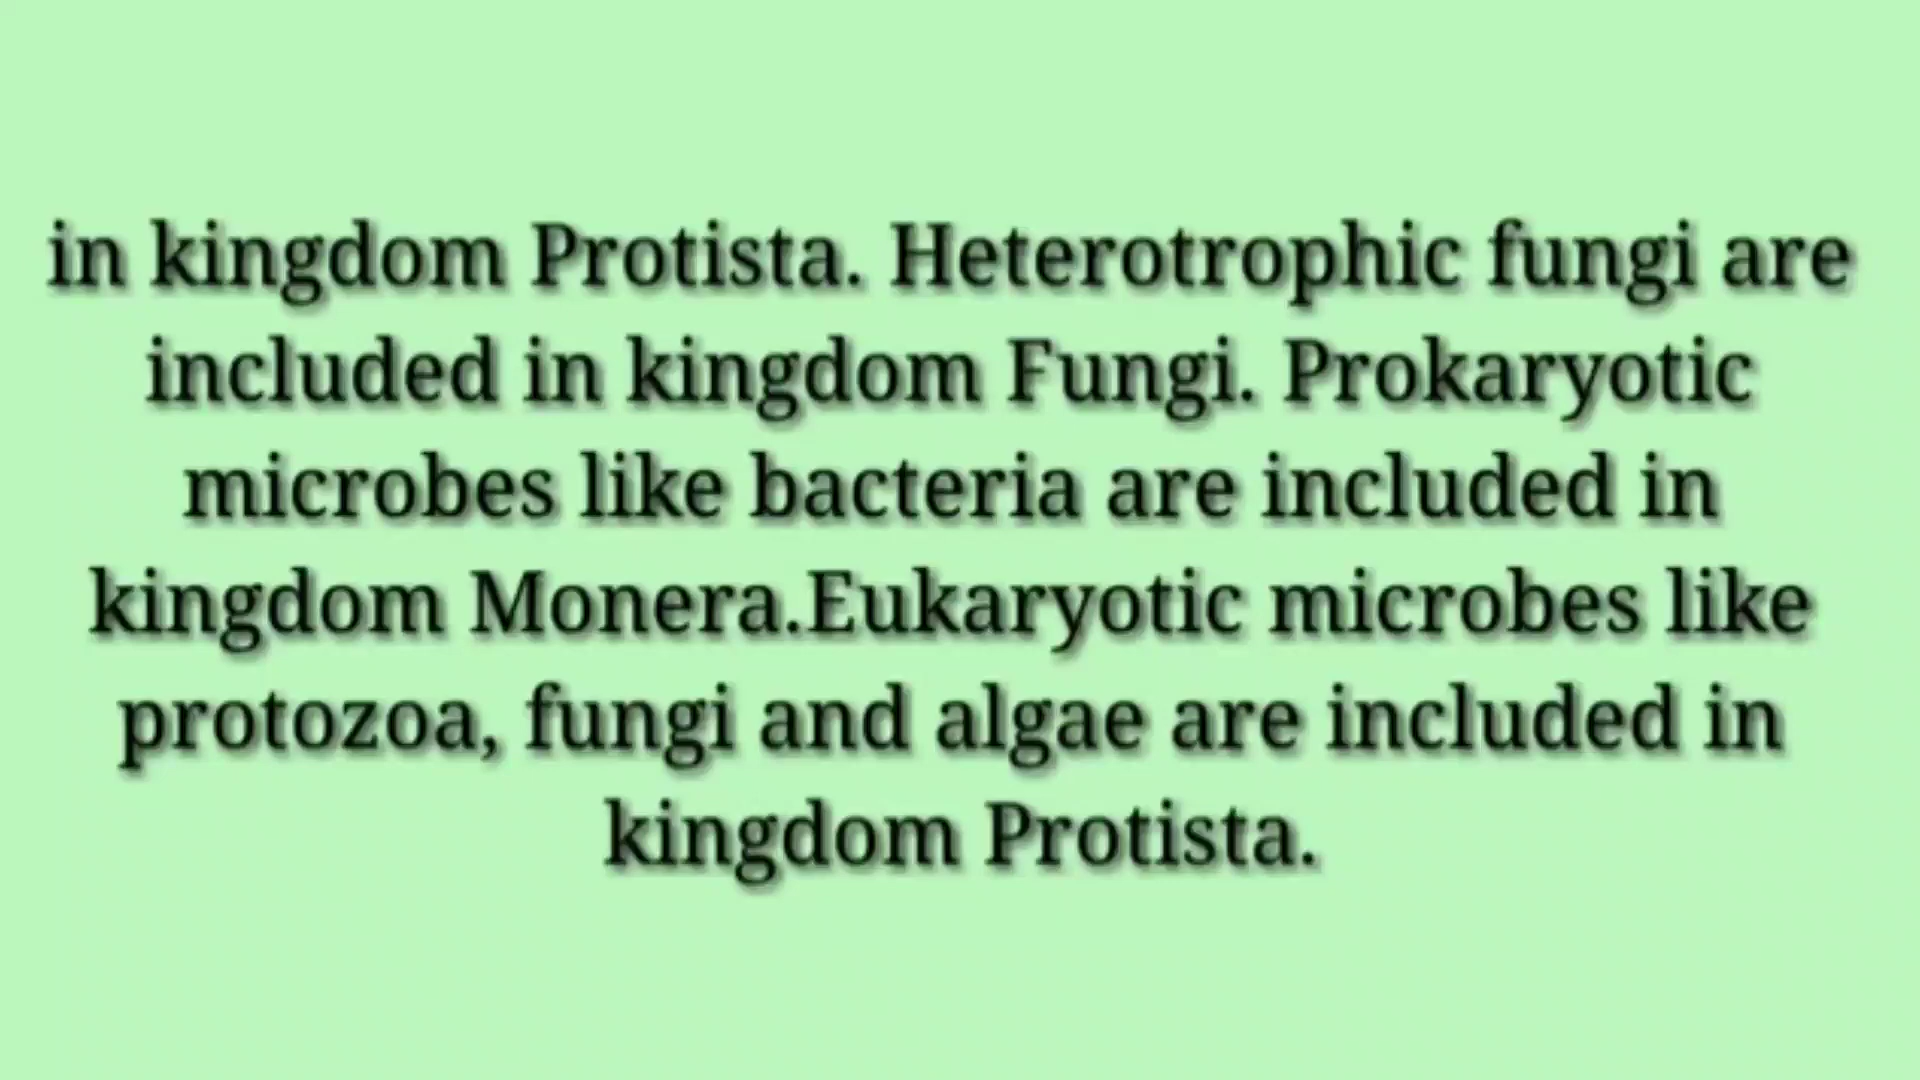 in kingdom Protista. Heterotrophic fungi are
included in kingdom Fungi. Prokaryotic
microbes like bacteria are included in
kingdom Monera.Eukaryotic microbes like
protozoa, fungi and algae are included in
kingdom Protista.